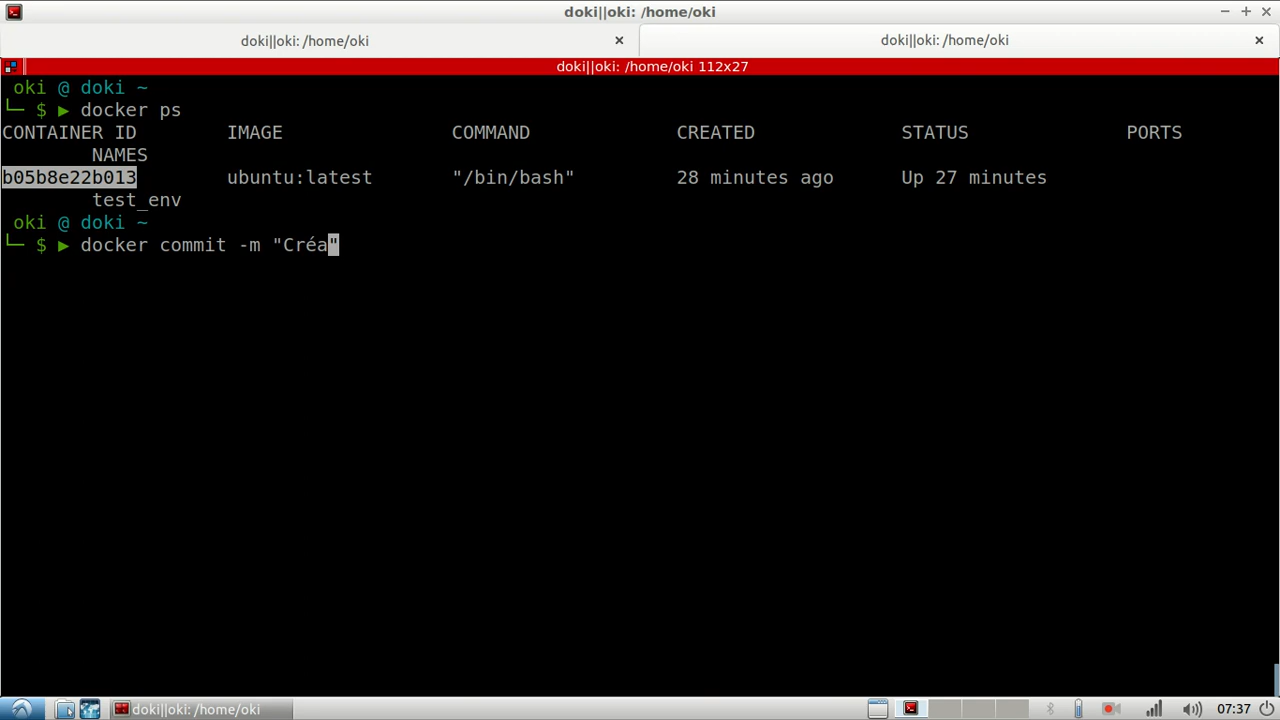 doki||oki: /home/oki
doki||oki: /home/oki
doki||oki: /home/oki
doki||oki: /home/oki 112x27
oki @ doki ~
└─ $ ▶ docker ps
CONTAINER ID IMAGE COMMAND CREATED STATUS PORTS
NAMES
b05b8e22b013 ubuntu:latest "/bin/bash" 28 minutes ago Up 27 minutes
test_env
oki @ doki ~
└─ $ ▶ docker commit -m "Créa"
doki||oki: /home/oki
07:37